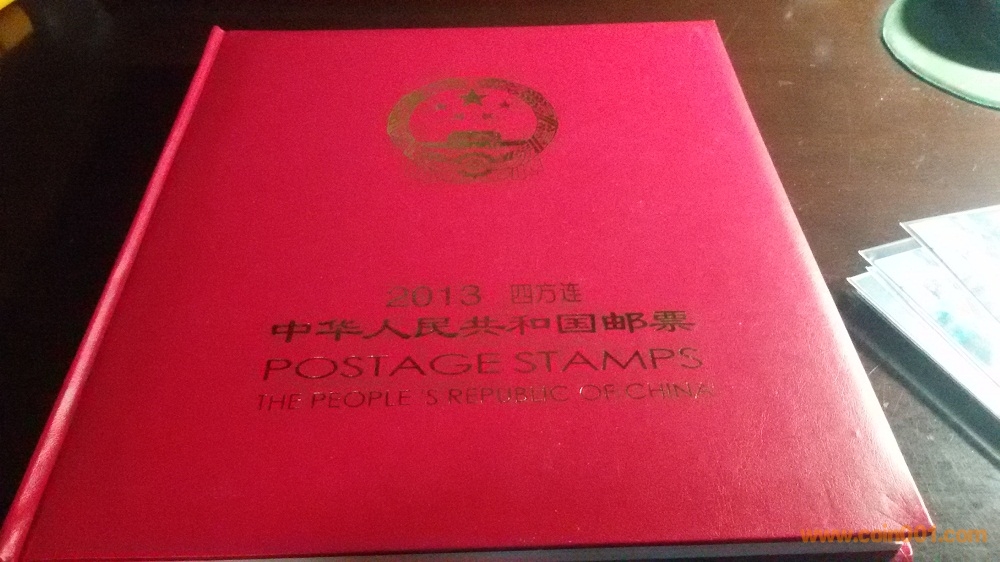 2013 四方连
中华人民共和国邮票
POSTAGE STAMPS
THE PEOPLE 'S REPUBLIC OF CHINA
www.coin001.com